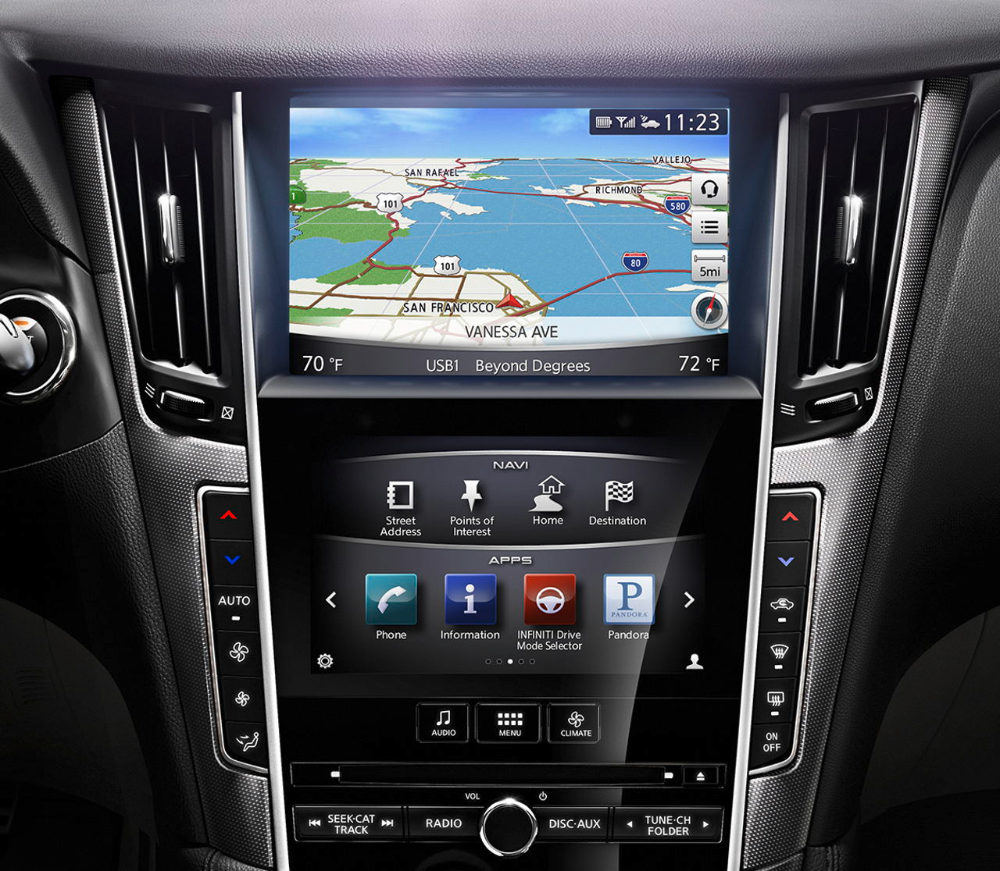 11:23
VALLEJO
SAN RAFAEL
RICHMOND
1
101
580
101
80
5mi
SAN FRANCISCO
VANESSA AVE
70 °F
USB1 Beyond Degrees
72 °F
NAVI
Street
Address
Points of
Interest
Home
Destination
APPS
AUTO
P
PANDORA
Phone
Information
INFINITI Drive
Mode Selector
Pandora
AUDIO
MENU
CLIMATE
ON
OFF
VOL
SEEK·CAT
TRACK
RADIO
DISC·AUX
TUNE·CH
FOLDER